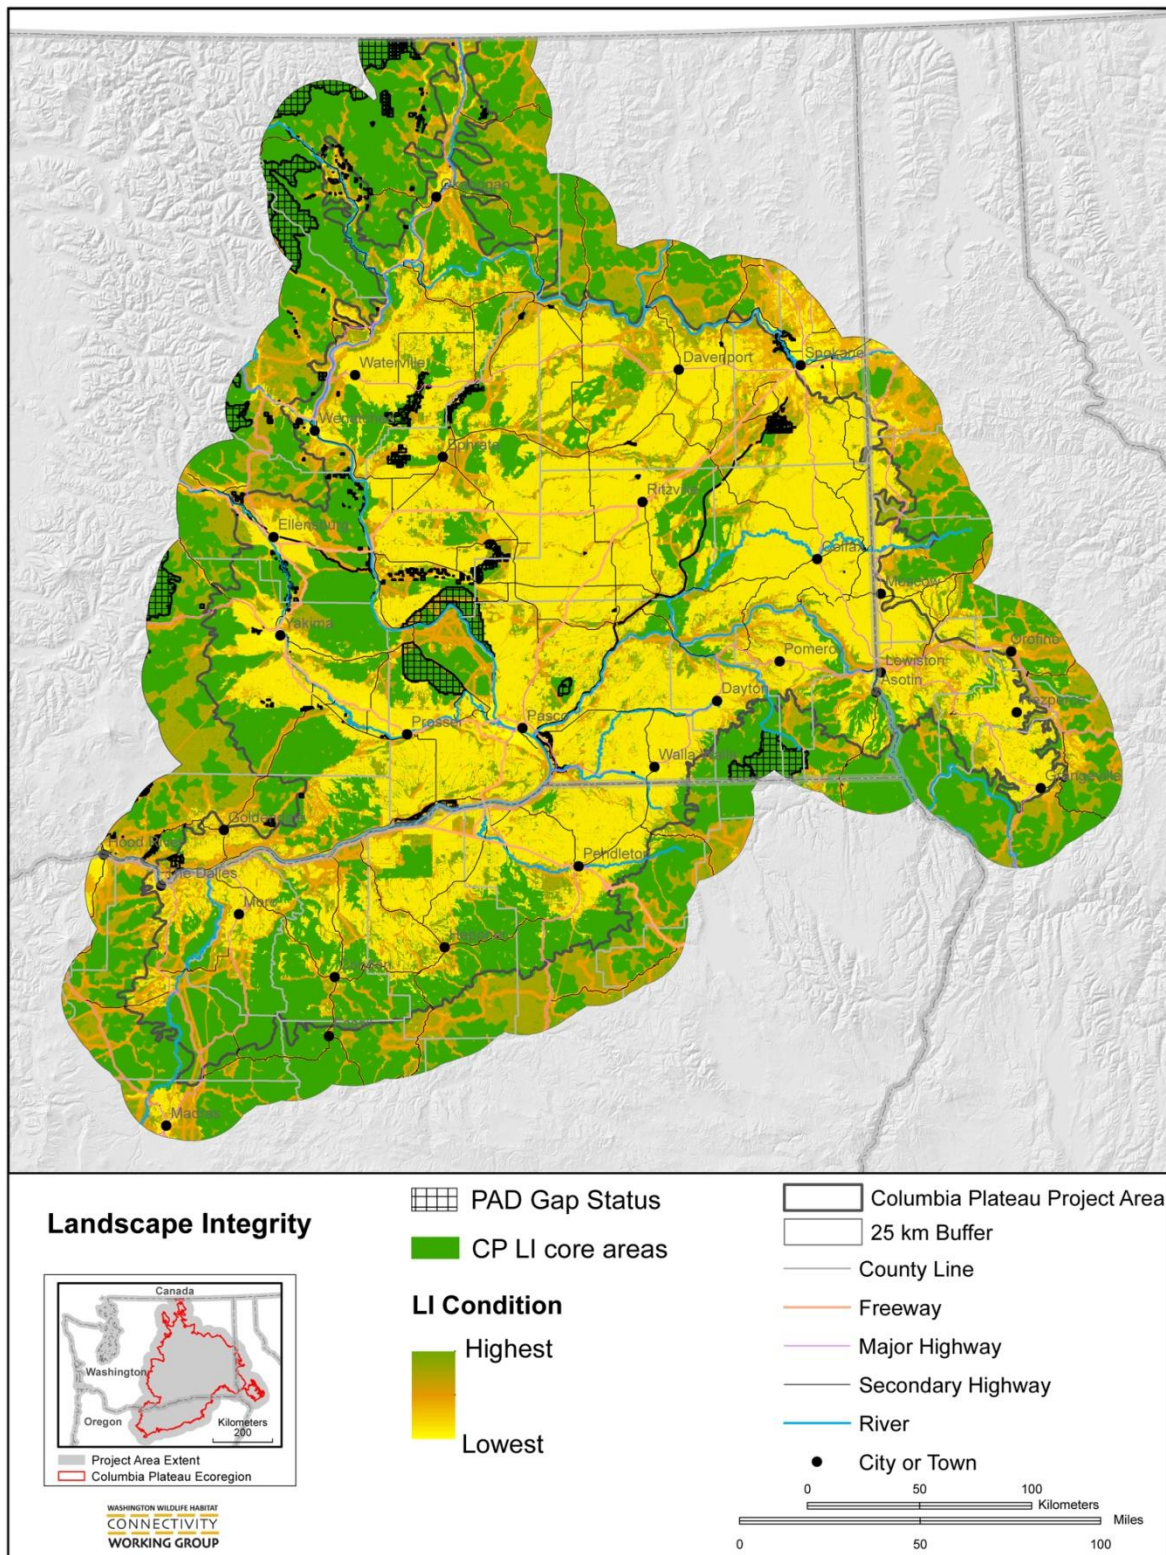 Waterville
Davenport
Spokane
Ephrata
Ritzville
Ellensburg
Colfax
Moscow
Yakima
Orofino
Pomeroy
Lewiston
Asotin
Dayton
Prosser
Pasco
Walla Walla
Grangeville
Goldendale
Hood River
The Dalles
Pendleton
Moro
Heppner
Madras
Landscape Integrity
Canada
Washington
Oregon
Kilometers
200
Project Area Extent
Columbia Plateau Ecoregion
WASHINGTON WILDLIFE HABITAT
CONNECTIVITY
WORKING GROUP
PAD Gap Status
CP LI core areas
LI Condition
Highest
Lowest
Columbia Plateau Project Area
25 km Buffer
County Line
Freeway
Major Highway
Secondary Highway
River
City or Town
0 50 100
Kilometers
Miles
0 50 100